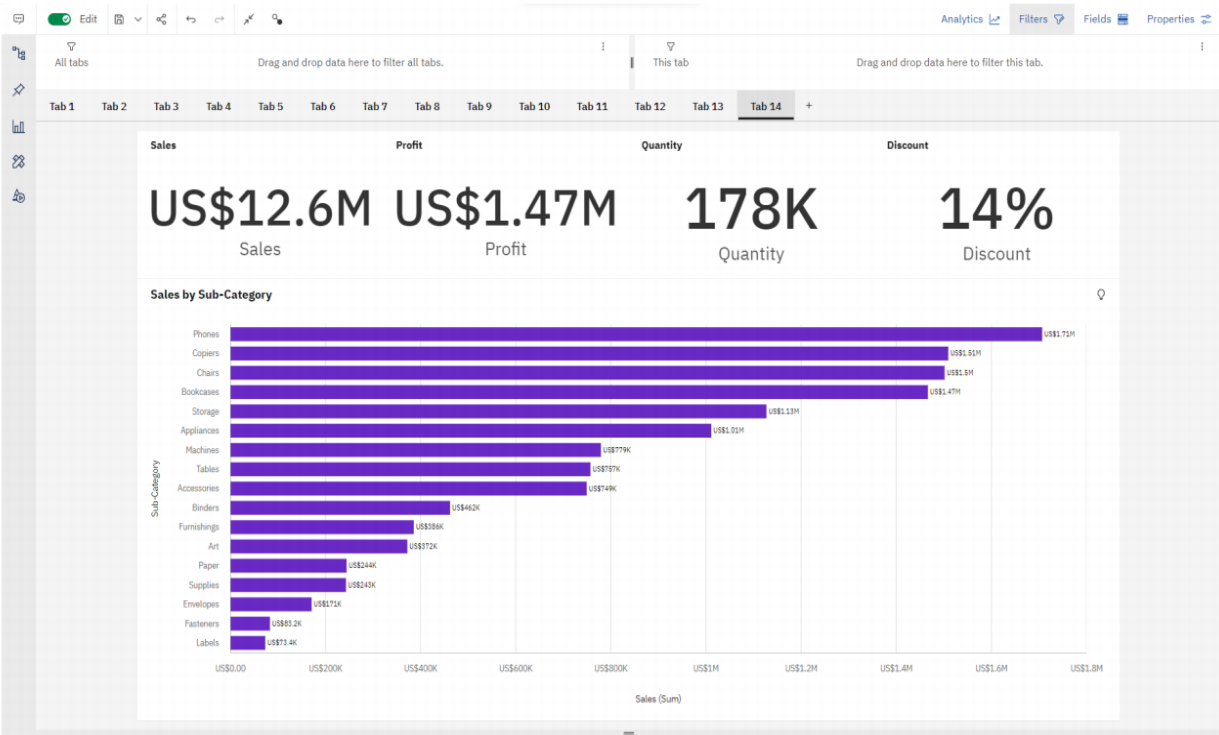 Edit
Analytics Filters Fields Properties
All tabs Drag and drop data here to filter all tabs. This tab Drag and drop data here to filter this tab.
Tab 1 Tab 2 Tab 3 Tab 4 Tab 5 Tab 6 Tab 7 Tab 8 Tab 9 Tab 10 Tab 11 Tab 12 Tab 13 Tab 14 +
Sales Profit Quantity Discount
US$12.6M US$1.47M 178K 14%
Sales Profit Quantity Discount
Sales by Sub-Category
Sub-Category
Phones US$1.71M
Copiers US$1.51M
Chairs US$1.5M
Bookcases US$1.47M
Storage US$1.13M
Appliances US$1.01M
Machines US$779K
Tables US$757K
Accessories US$749K
Binders US$462K
Furnishings US$386K
Art US$372K
Paper US$244K
Supplies US$243K
Envelopes US$171K
Fasteners US$83.2K
Labels US$73.4K
US$0.00 US$200K US$400K US$600K US$800K US$1M US$1.2M US$1.4M US$1.6M US$1.8M
Sales (Sum)